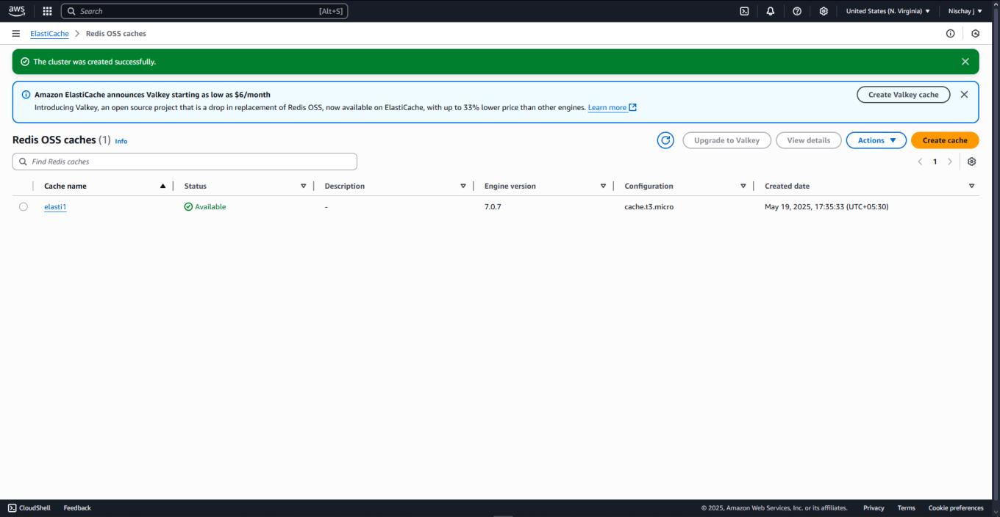 aws
Search [Alt+S] United States (N. Virginia) Nischay j
ElastiCache Redis OSS caches
The cluster was created successfully.
Amazon ElastiCache announces Valkey starting as low as $6/month
Introducing Valkey, an open source project that is a drop in replacement of Redis OSS, now available on ElastiCache, with up to 33% lower price than other engines. Learn more
Create Valkey cache
Redis OSS caches (1) Info
Upgrade to Valkey View details Actions Create cache
Find Redis caches
1
Cache name Status Description Engine version Configuration Created date
elasti1 Available - 7.0.7 cache.t3.micro May 19, 2025, 17:35:33 (UTC+05:30)
CloudShell Feedback © 2025, Amazon Web Services, Inc. or its affiliates. Privacy Terms Cookie preferences